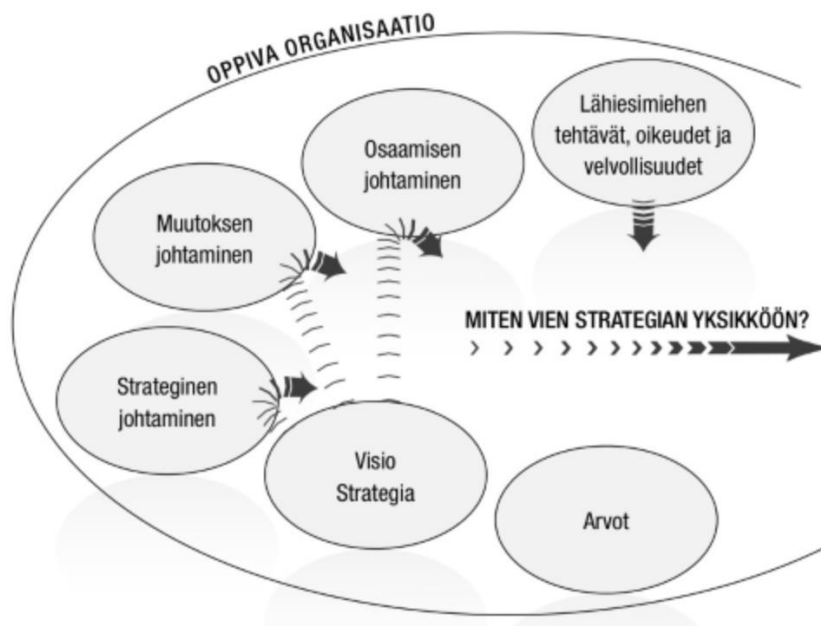 OPPIVA ORGANISAATIO
Lähiesimiehen
tehtävät, oikeudet ja
velvollisuudet
Osaamisen
johtaminen
Muutoksen
johtaminen
MITEN VIEN STRATEGIAN YKSIKKÖÖN?
Strateginen
johtaminen
Visio
Strategia
Arvot